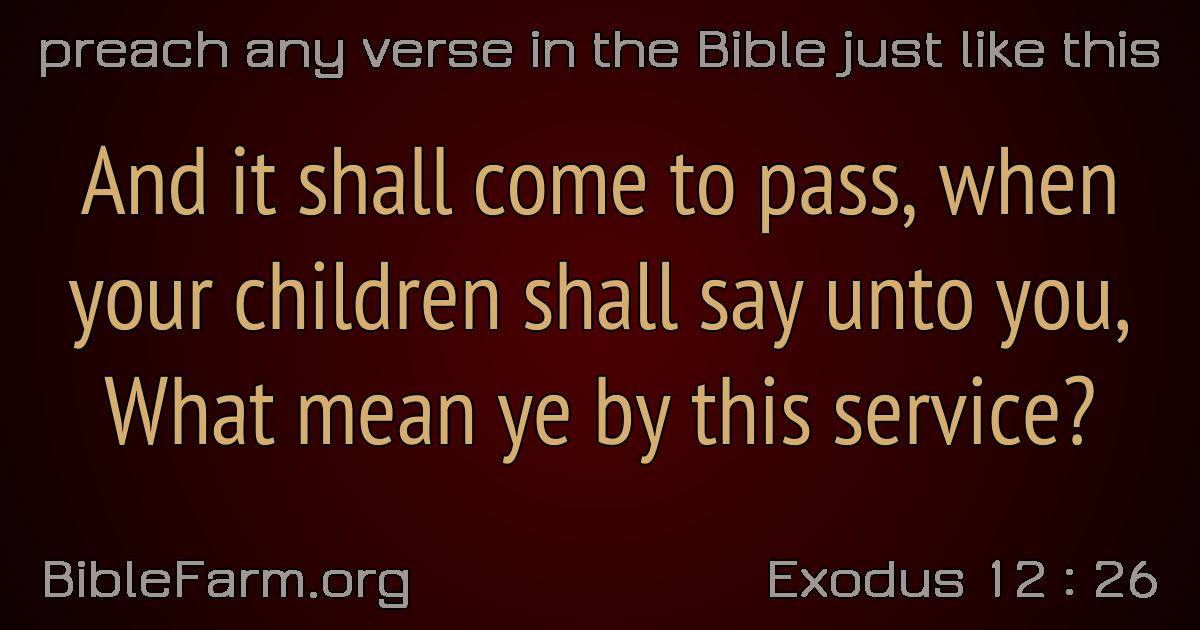 preach any verse in the Bible just like this
And it shall come to pass, when
your children shall say unto you,
What mean ye by this service?
BibleFarm.org
Exodus 12 : 26